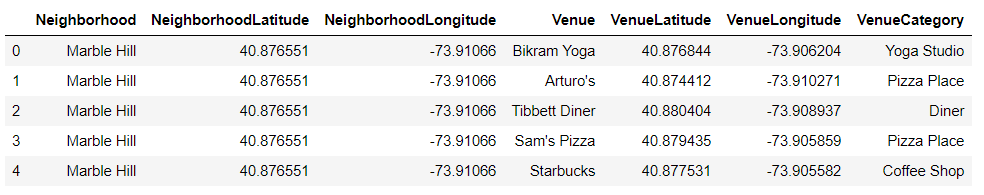 Neighborhood NeighborhoodLatitude NeighborhoodLongitude Venue VenueLatitude VenueLongitude VenueCategory
0 Marble Hill 40.876551 -73.91066 Bikram Yoga 40.876844 -73.906204 Yoga Studio
1 Marble Hill 40.876551 -73.91066 Arturo's 40.874412 -73.910271 Pizza Place
2 Marble Hill 40.876551 -73.91066 Tibbett Diner 40.880404 -73.908937 Diner
3 Marble Hill 40.876551 -73.91066 Sam's Pizza 40.879435 -73.905859 Pizza Place
4 Marble Hill 40.876551 -73.91066 Starbucks 40.877531 -73.905582 Coffee Shop